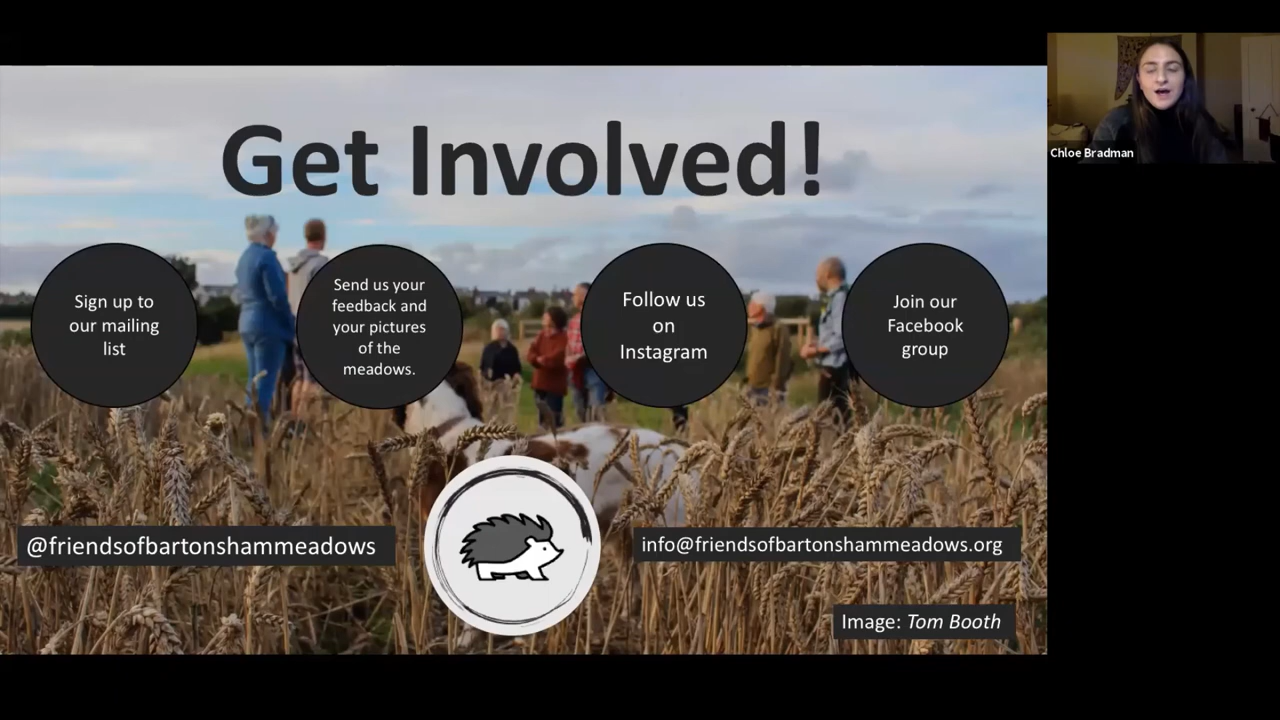 Get Involved!
Sign up to
our mailing
list
Send us your
feedback and
your pictures
of the
meadows.
Follow us
on
Instagram
Join our
Facebook
group
@friendsofbartonshammeadows
info@friendsofbartonshammeadows.org
Image: Tom Booth
Chloe Bradman